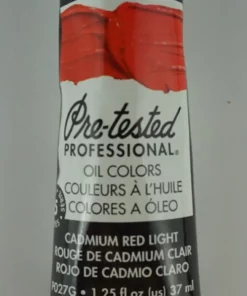 Pre-tested
PROFESSIONAL®
OIL COLORS
COULEURS À L'HUILE
COLORES A ÓLEO
CADMIUM RED LIGHT
ROUGE DE CADMIUM CLAIR
ROJO DE CADMIO CLARO
P027G • 1.25 fl oz (US) 37 ml